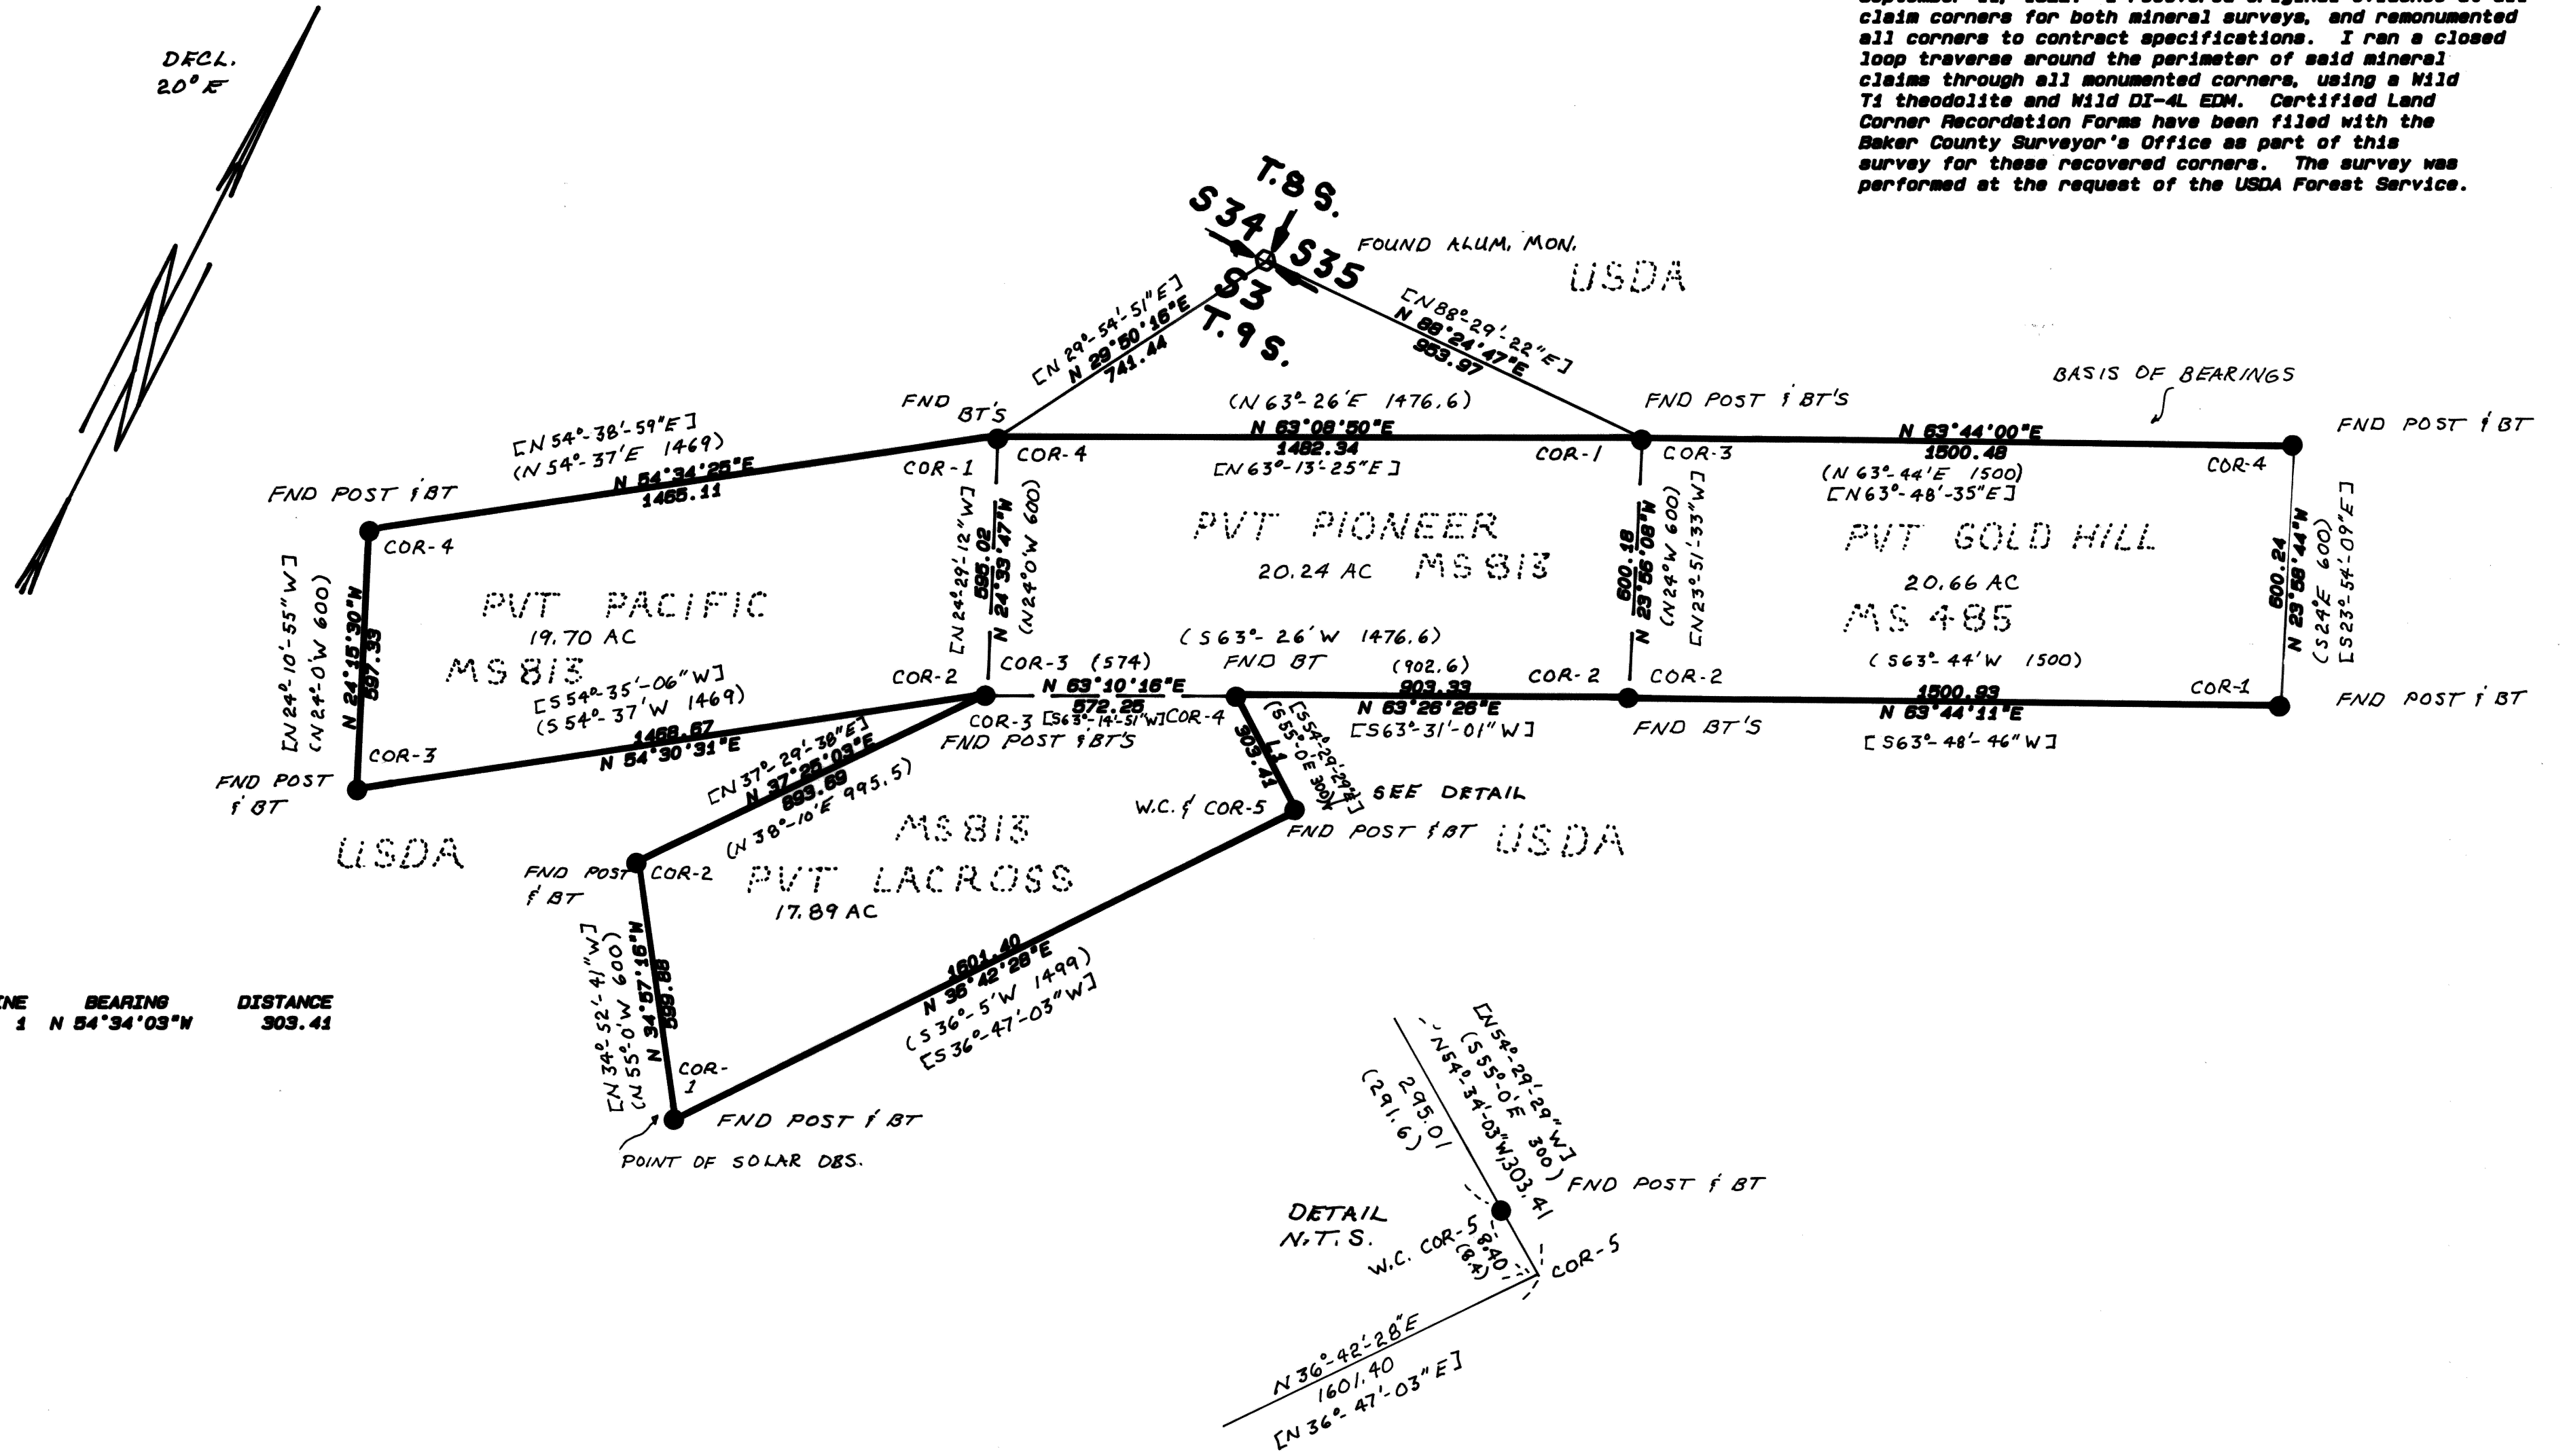 claim corners for both mineral surveys, and remonumented
all corners to contract specifications. I ran a closed
loop traverse around the perimeter of said mineral
claims through all monumented corners, using a Wild
T1 theodolite and Wild DI-4L EDM. Certified Land
Corner Recordation Forms have been filed with the
Baker County Surveyor's Office as part of this
survey for these recovered corners. The survey was
performed at the request of the USDA Forest Service.
DECL.
20° E
T.8 S.
S34
S35
S3
T.9 S.
FOUND ALUM. MON.
USDA
[N 29°-54'-51"E]
N 29°50'16"E
741.44
[N 88°-29'-22"E]
N 88°24'47"E
953.97
BASIS OF BEARINGS
FND
BT'S
(N 63°-26'E 1476.6)
N 63°08'50"E
1482.34
[N 63°-13'-25"E]
FND POST & BT'S
N 63°44'00"E
1500.48
(N 63°-44'E 1500)
[N 63°-48'-35"E]
FND POST & BT
[N 54°-38'-59"E]
(N 54°-37'E 1469)
N 54°34'25"E
1465.11
FND POST & BT
COR-4
COR-1
COR-4
COR-1
COR-3
COR-4
[N 24°-10'-55"W]
(N 24°-0'W 600)
N 24°15'30"W
597.33
PVT PACIFIC
19.70 AC
MS 813
[N 24°-29'-12"W]
595.02
N 24°33'47"W
(N 24°0'W 600)
PVT PIONEER
20.24 AC MS 813
600.18
N 23°56'08"W
(N 24°W 600)
[N 23°-51'-33"W]
PVT GOLD HILL
20.66 AC
MS 485
600.24
N 23°58'44"W
(S 24°E 600)
[S 23°-54'-09"E]
[S 54°-35'-06"W]
(S 54°-37'W 1469)
1468.67
N 54°30'31"E
COR-3
FND POST
& BT
COR-2
COR-3 (574)
(S 63°-26'W 1476.6)
FND BT
(902.6)
N 63°10'16"E
572.25
[S 63°-14'-51"W]
COR-3
COR-4
FND POST & BT'S
903.33
N 63°26'26"E
[S 63°-31'-01"W]
COR-2
COR-2
FND BT'S
(S 63°-44'W 1500)
1500.93
N 63°44'11"E
[S 63°-48'-46"W]
COR-1
FND POST & BT
[N 37°-29'-38"E]
N 37°25'03"E
893.69
(N 38°-10'E 995.5)
[S 54°-29'-29"E]
(S 55°-0'E 300)
L1
303.41
SEE DETAIL
W.C. & COR-5
FND POST & BT
USDA
USDA
MS 813
PVT LACROSS
17.89 AC
FND POST
& BT
COR-2
[N 34°-52'-41"W]
(N 55°-0'W 600)
N 34°57'16"W
599.88
COR-
1
1601.40
N 36°42'28"E
(S 36°-5'W 1499)
[S 36°-47'-03"W]
FND POST & BT
POINT OF SOLAR OBS.
BEARING DISTANCE
1 N 54°34'03"W 303.41
[N 54°-29'-29"W]
(S 55°-0'E 300)
N 54°-34'-03"W, 303.41
295.01
(291.6)
FND POST & BT
DETAIL
N.T.S.
W.C. COR-5
8.40
(8.4)
COR-5
N 36°-42'-28"E
1601.40
[N 36°-47'-03"E]